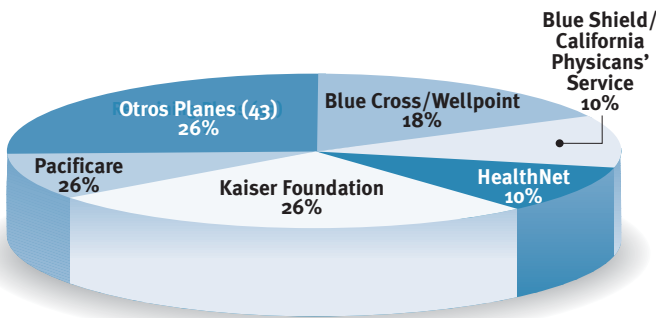 Blue Shield/
California
Physicans’
Service
10%
Otros Planes (43)
26%
Blue Cross/Wellpoint
18%
Pacificare
26%
Kaiser Foundation
26%
HealthNet
10%